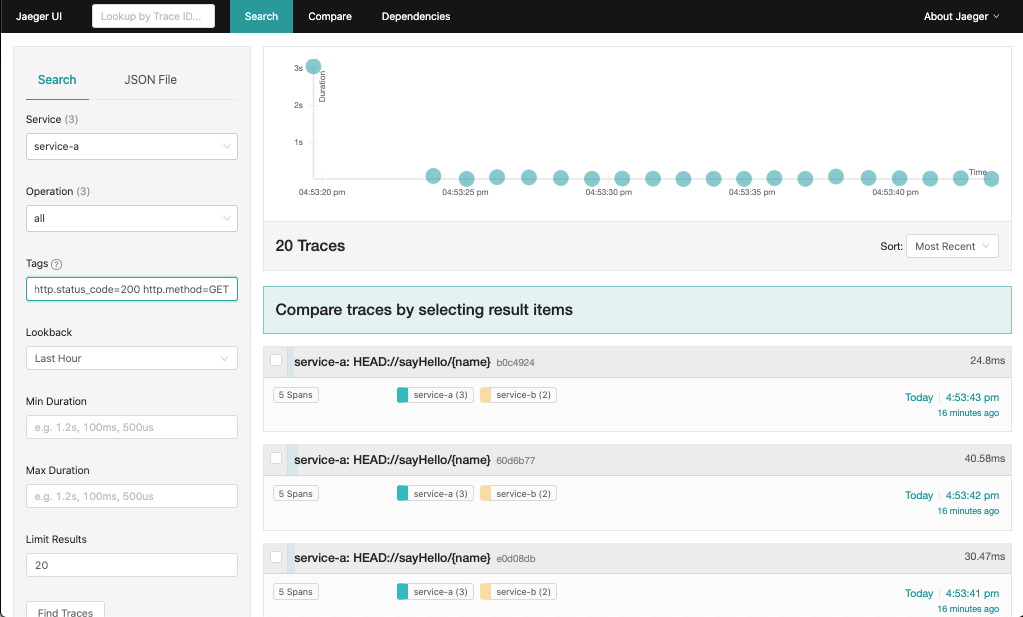 Jaeger UI
Lookup by Trace ID...
Search
Compare
Dependencies
About Jaeger
Search
JSON File
Service (3)
service-a
Operation (3)
all
Tags ?
http.status_code=200 http.method=GET
Lookback
Last Hour
Min Duration
e.g. 1.2s, 100ms, 500us
Max Duration
e.g. 1.2s, 100ms, 500us
Limit Results
20
Find Traces
3s
2s
1s
Duration
Time
04:53:20 pm
04:53:25 pm
04:53:30 pm
04:53:35 pm
04:53:40 pm
20 Traces
Sort: Most Recent
Compare traces by selecting result items
service-a: HEAD://sayHello/{name} b0c4924
24.8ms
5 Spans
service-a (3)
service-b (2)
Today 4:53:43 pm
16 minutes ago
service-a: HEAD://sayHello/{name} 60d6b77
40.58ms
5 Spans
service-a (3)
service-b (2)
Today 4:53:42 pm
16 minutes ago
service-a: HEAD://sayHello/{name} e0d08db
30.47ms
5 Spans
service-a (3)
service-b (2)
Today 4:53:41 pm
16 minutes ago